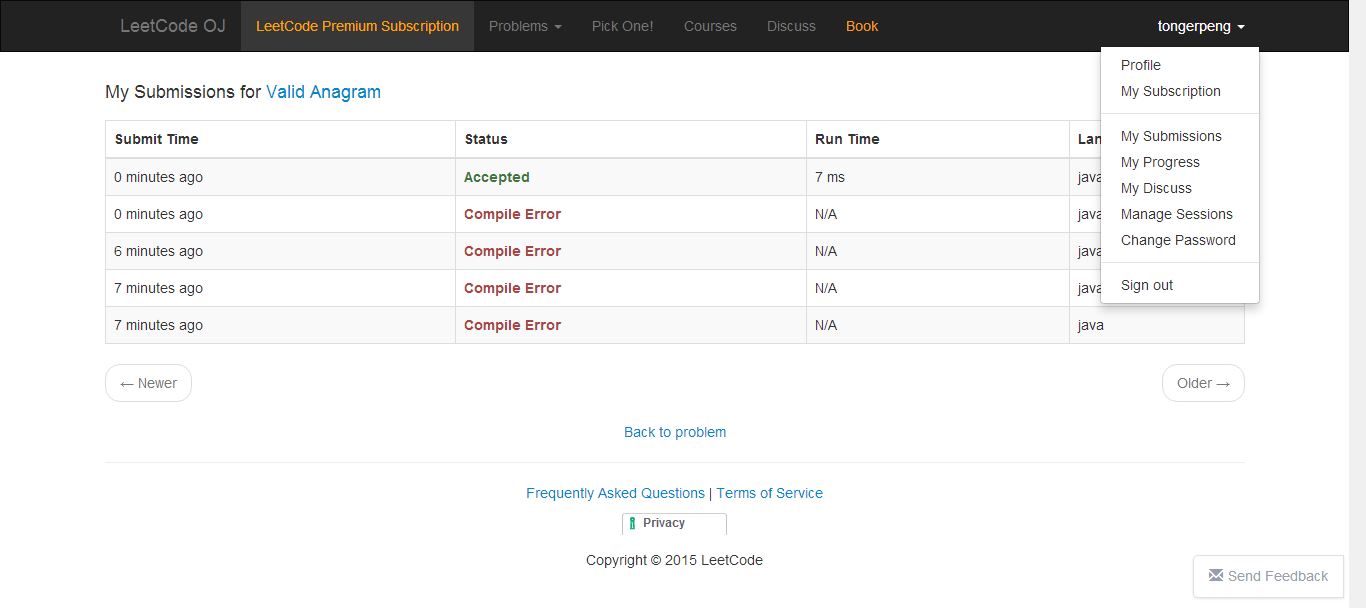 LeetCode OJ LeetCode Premium Subscription Problems Pick One! Courses Discuss Book tongerpeng
Profile
My Subscription
My Submissions
My Progress
My Discuss
Manage Sessions
Change Password
Sign out
My Submissions for Valid Anagram
Submit Time Status Run Time Lan
0 minutes ago Accepted 7 ms java
0 minutes ago Compile Error N/A java
6 minutes ago Compile Error N/A java
7 minutes ago Compile Error N/A java
7 minutes ago Compile Error N/A java
← Newer Older →
Back to problem
Frequently Asked Questions | Terms of Service
Privacy
Copyright © 2015 LeetCode
Send Feedback